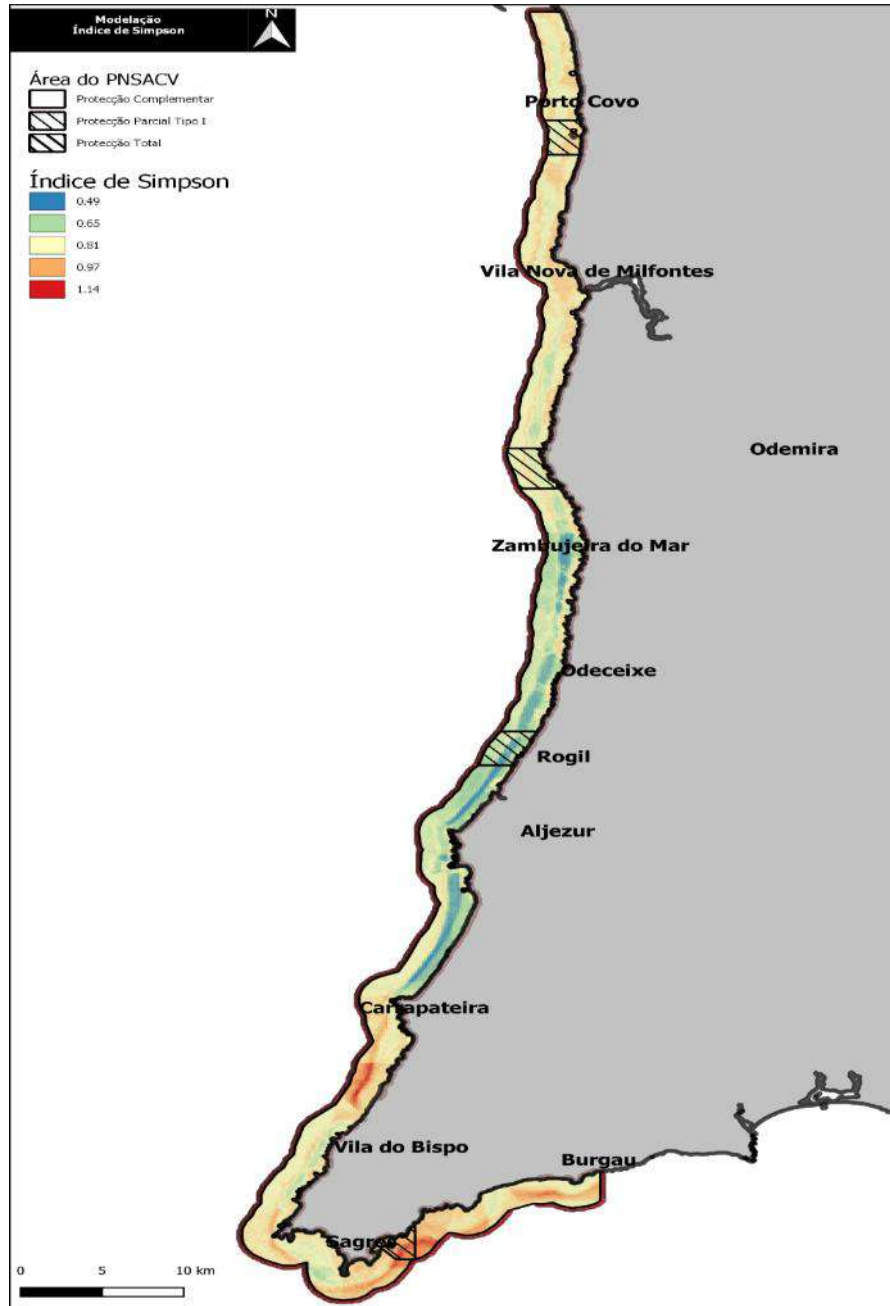 Modelação
Índice de Simpson
N
Área do PNSACV
Protecção Complementar
Protecção Parcial Tipo I
Protecção Total
Índice de Simpson
0.49
0.65
0.81
0.97
1.14
Porto Covo
Vila Nova de Milfontes
Odemira
Zambujeira do Mar
Odeceixe
Rogil
Aljezur
Carrapateira
Vila do Bispo
Burgau
Sagres
0 5 10 km